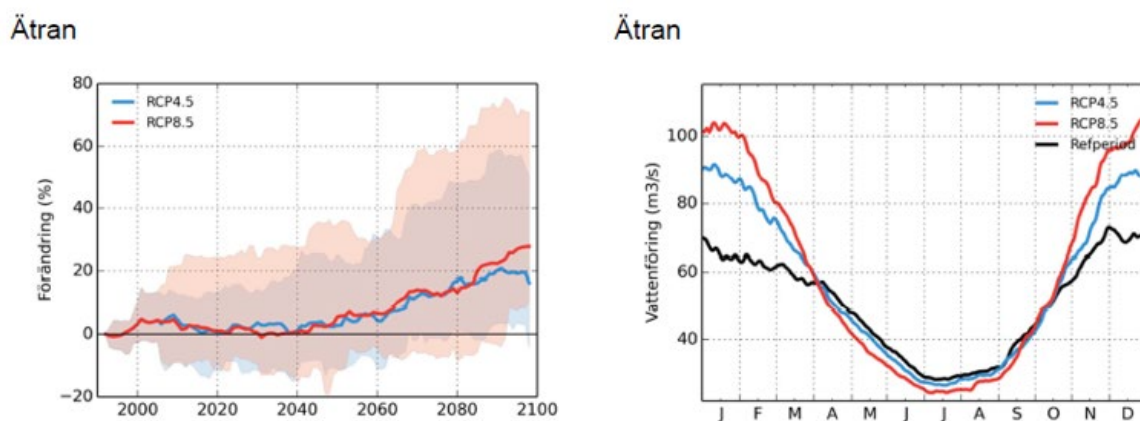 Ätran
Förändring (%)
80
60
40
20
0
−20
RCP4.5
RCP8.5
2000 2020 2040 2060 2080 2100
Ätran
Vattenföring (m3/s)
100
80
60
40
RCP4.5
RCP8.5
Refperiod
J F M A M J J A S O N D